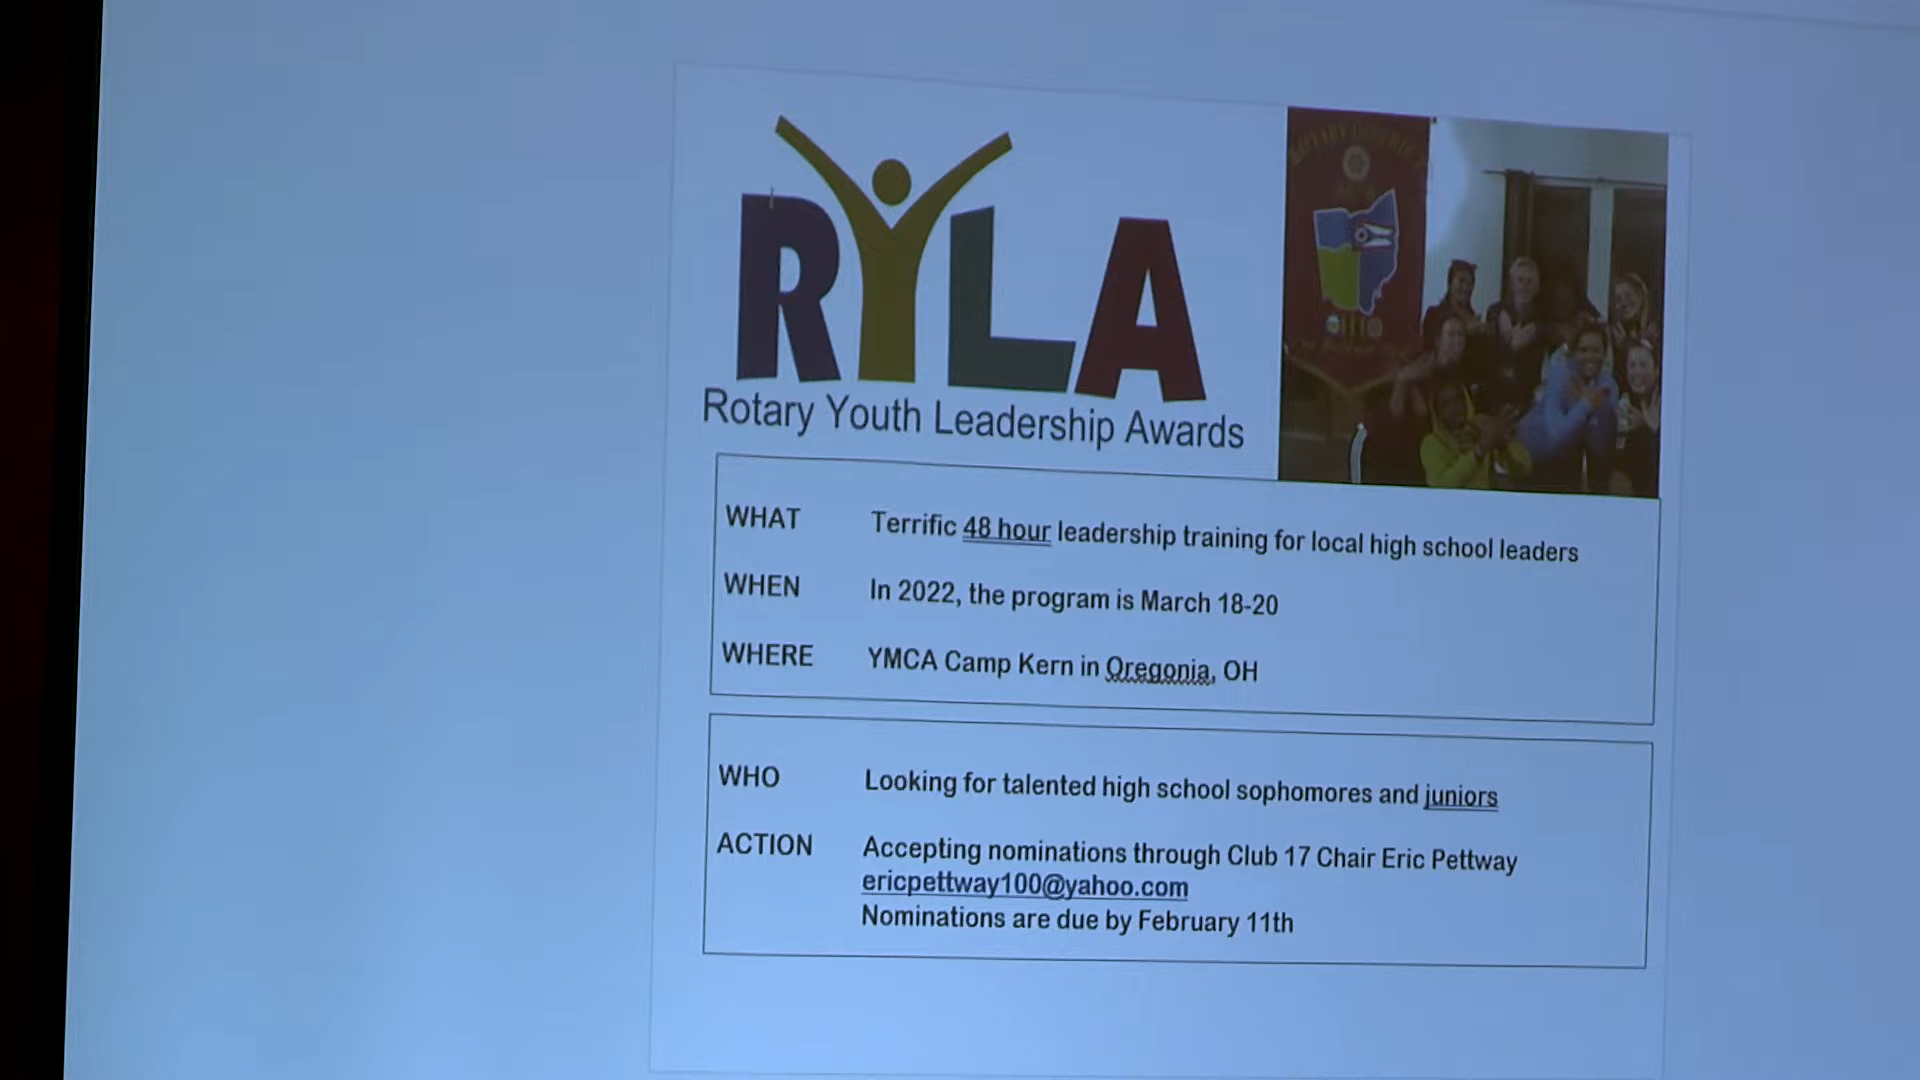 RYLA
Rotary Youth Leadership Awards
WHAT Terrific 48 hour leadership training for local high school leaders
WHEN In 2022, the program is March 18-20
WHERE YMCA Camp Kern in Oregonia, OH
WHO Looking for talented high school sophomores and juniors
ACTION Accepting nominations through Club 17 Chair Eric Pettway
ericpettway100@yahoo.com
Nominations are due by February 11th